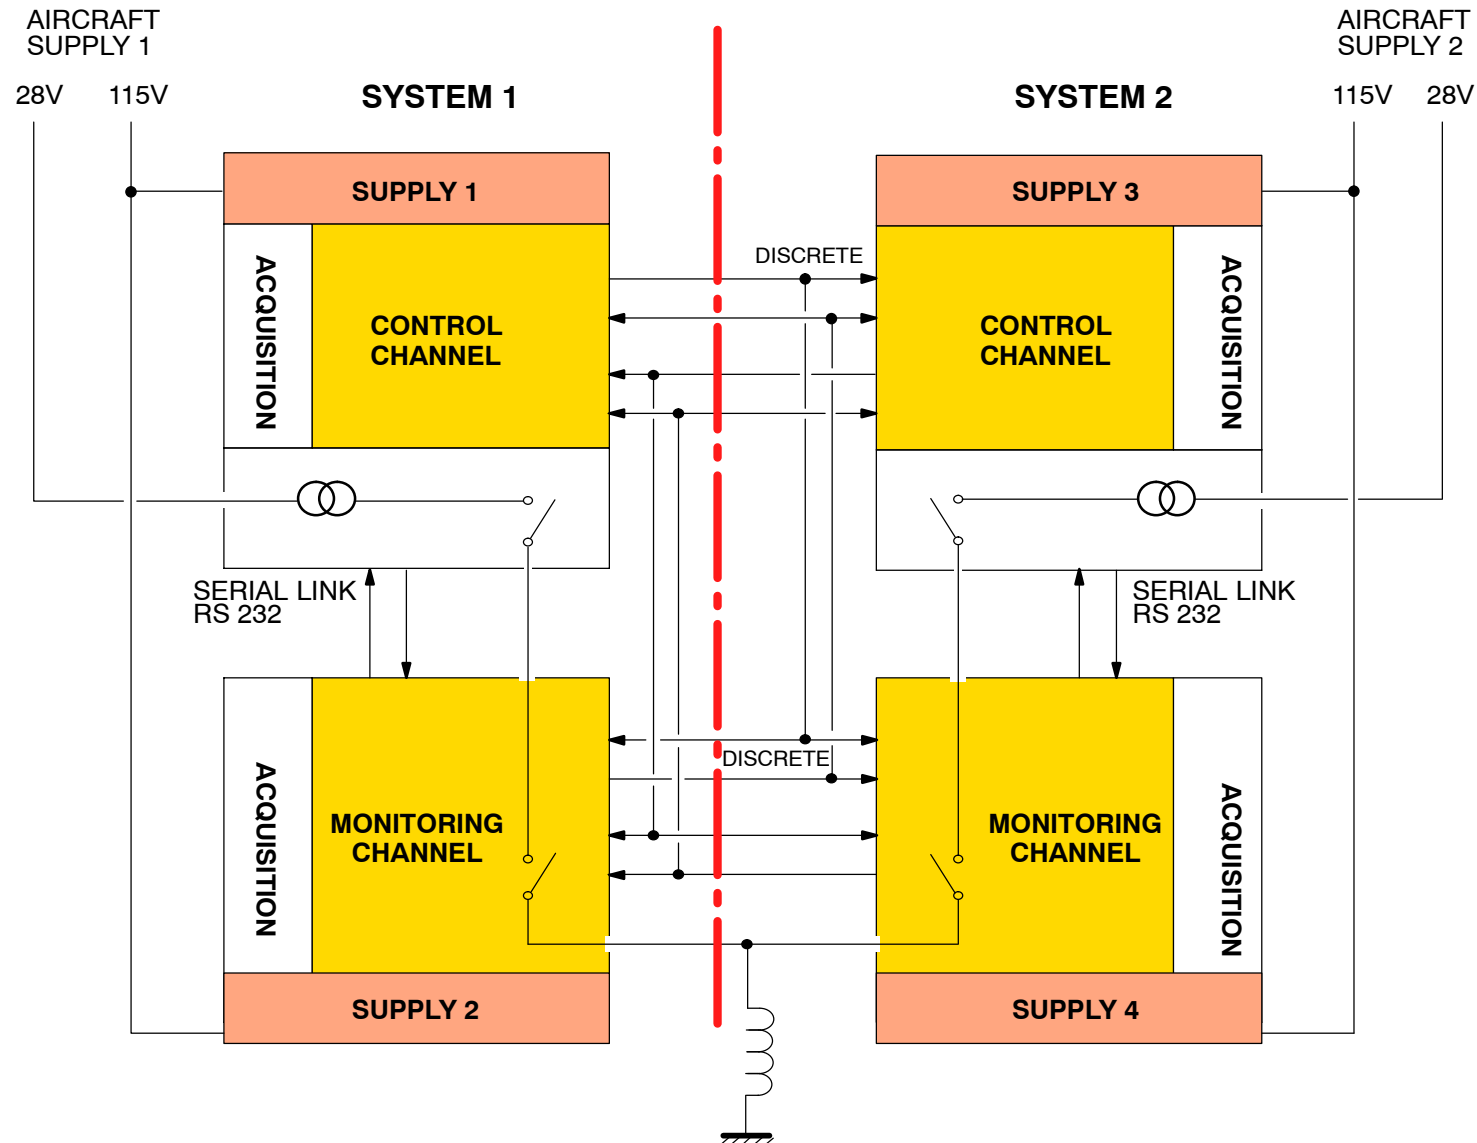 AIRCRAFT
SUPPLY 1
28V
115V
SYSTEM 1
SYSTEM 2
AIRCRAFT
SUPPLY 2
115V
28V
SUPPLY 1
SUPPLY 3
ACQUISITION
CONTROL
CHANNEL
DISCRETE
CONTROL
CHANNEL
ACQUISITION
SERIAL LINK
RS 232
SERIAL LINK
RS 232
ACQUISITION
MONITORING
CHANNEL
DISCRETE
MONITORING
CHANNEL
ACQUISITION
SUPPLY 2
SUPPLY 4